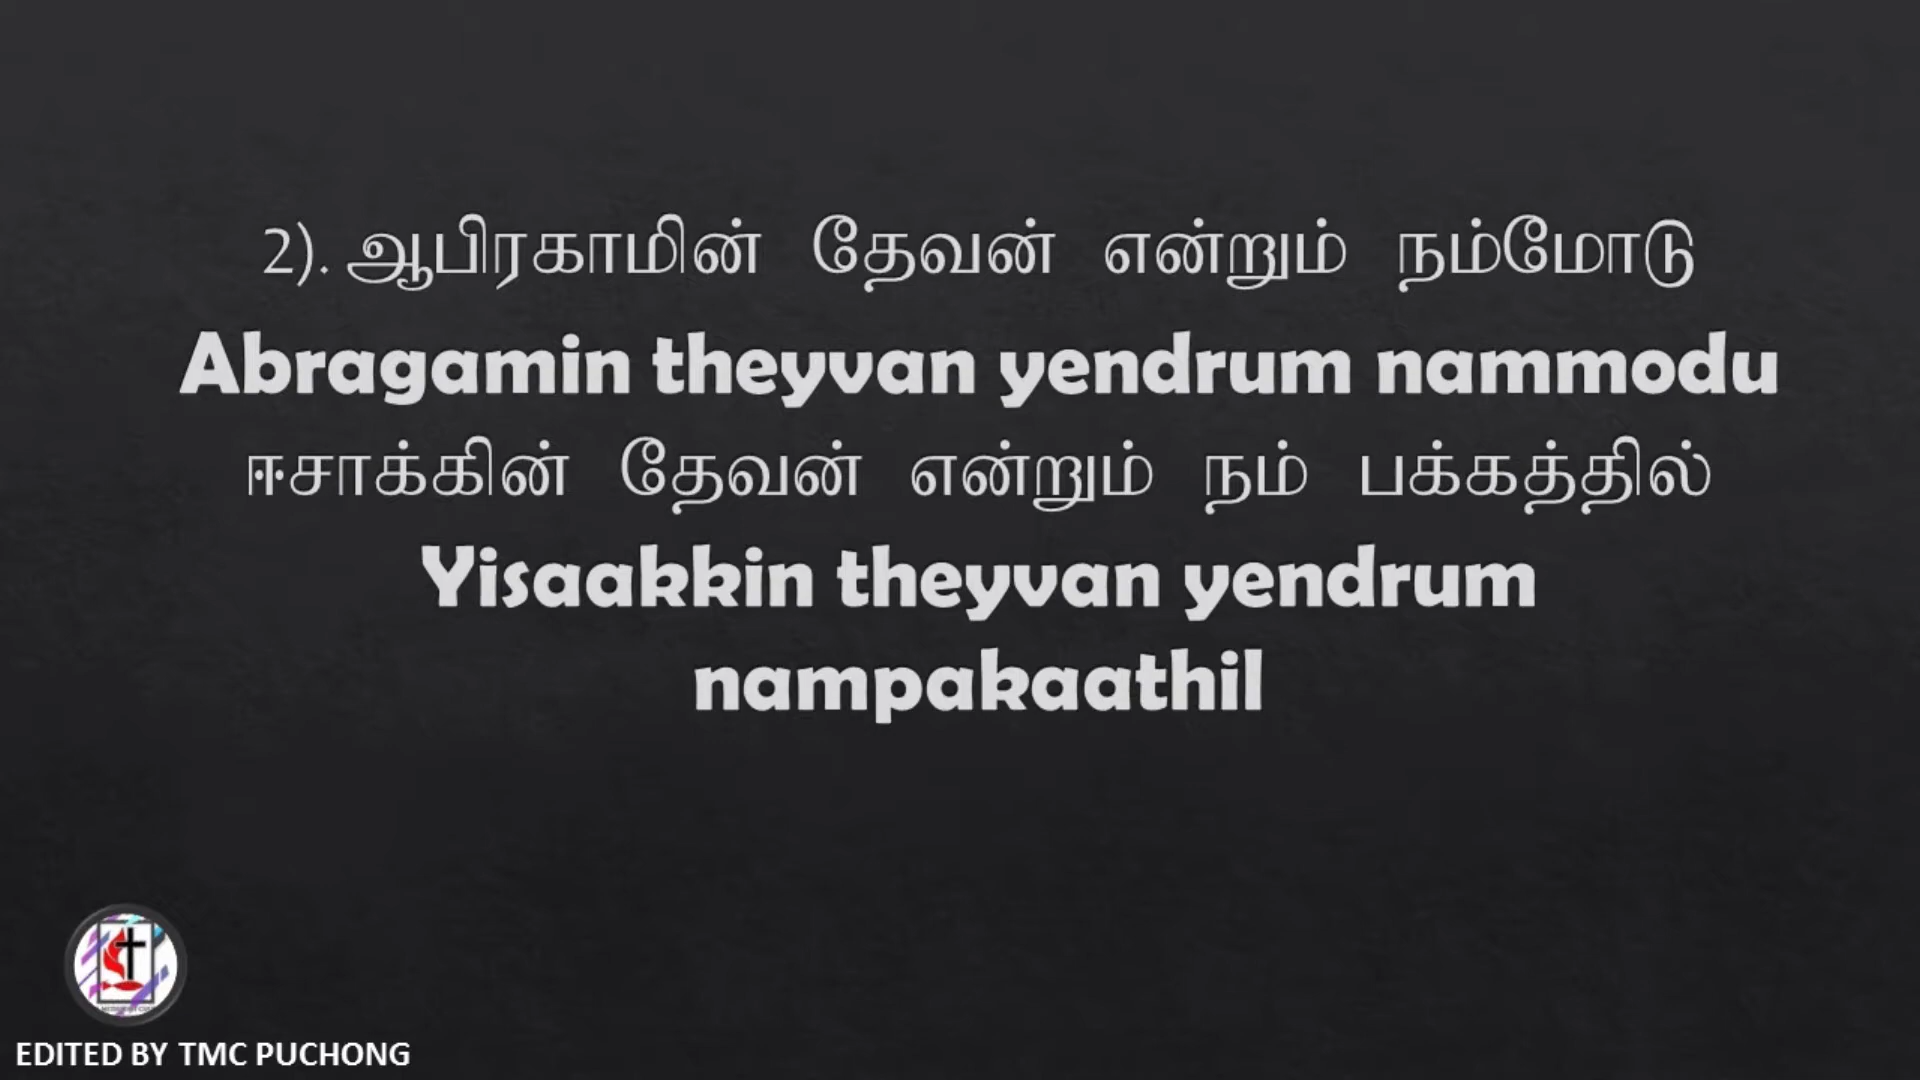 2). ஆபிரகாமின் தேவன் என்றும் நம்மோடு
Abragamin theyvan yendrum nammodu
ஈசாக்கின் தேவன் என்றும் நம் பக்கத்தில்
Yisaakkin theyvan yendrum
nampakaathil
EDITED BY TMC PUCHONG